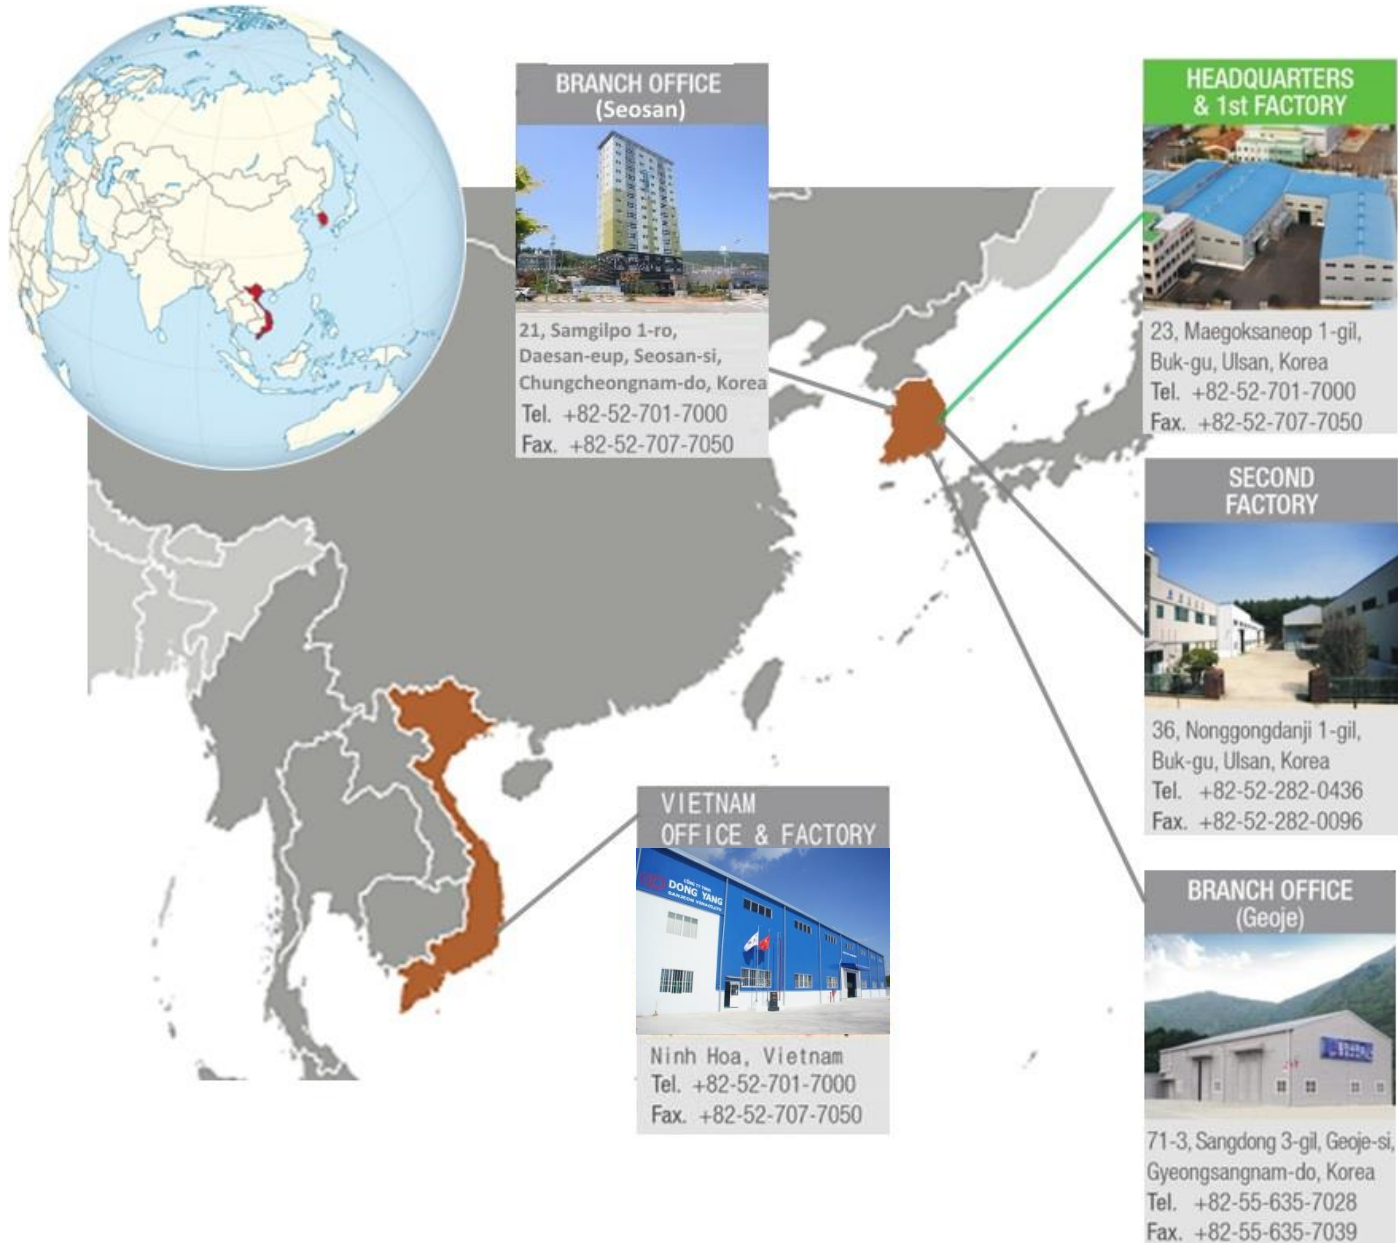 BRANCH OFFICE
(Seosan)
21, Samgilpo 1-ro,
Daesan-eup, Seosan-si,
Chungcheongnam-do, Korea
Tel. +82-52-701-7000
Fax. +82-52-707-7050
HEADQUARTERS
& 1st FACTORY
23, Maegoksaneop 1-gil,
Buk-gu, Ulsan, Korea
Tel. +82-52-701-7000
Fax. +82-52-707-7050
SECOND
FACTORY
36, Nonggongdanji 1-gil,
Buk-gu, Ulsan, Korea
Tel. +82-52-282-0436
Fax. +82-52-282-0096
VIETNAM
OFFICE & FACTORY
CÔNG TY TNHH
DONG YANG
Ninh Hoa, Vietnam
Tel. +82-52-701-7000
Fax. +82-52-707-7050
BRANCH OFFICE
(Geoje)
71-3, Sangdong 3-gil, Geoje-si,
Gyeongsangnam-do, Korea
Tel. +82-55-635-7028
Fax. +82-55-635-7039